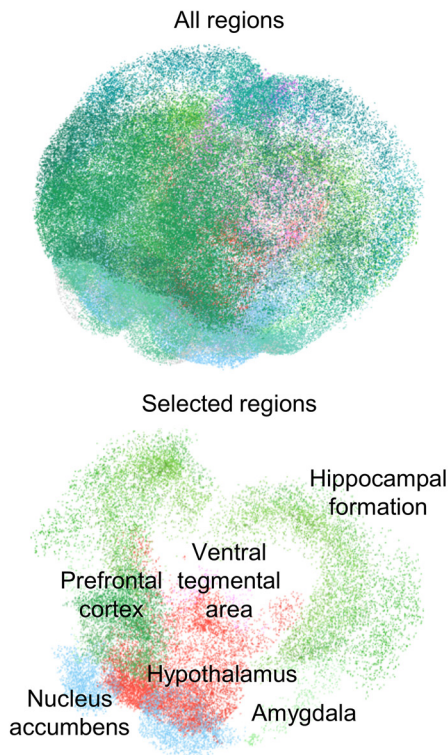 All regions
Selected regions
Hippocampal
formation
Ventral
tegmental
area
Prefrontal
cortex
Hypothalamus
Nucleus
accumbens
Amygdala